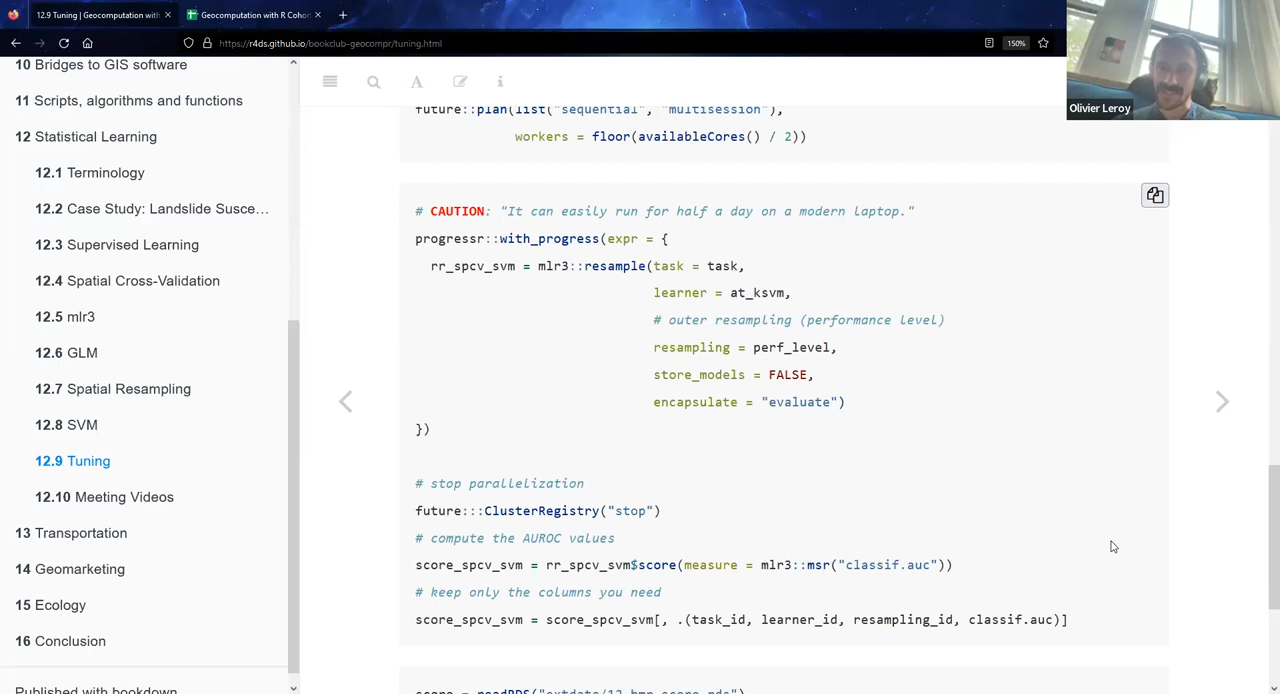 12.9 Tuning | Geocomputation with
Geocomputation with R Cohor
https://r4ds.github.io/bookclub-geocompr/tuning.html
150%
Olivier Leroy
10 Bridges to GIS software
11 Scripts, algorithms and functions
12 Statistical Learning
12.1 Terminology
12.2 Case Study: Landslide Susce…
12.3 Supervised Learning
12.4 Spatial Cross-Validation
12.5 mlr3
12.6 GLM
12.7 Spatial Resampling
12.8 SVM
12.9 Tuning
12.10 Meeting Videos
13 Transportation
14 Geomarketing
15 Ecology
16 Conclusion
Published with bookdown
future::plan(list("sequential", "multisession"),
workers = floor(availableCores() / 2))
# CAUTION: "It can easily run for half a day on a modern laptop."
progressr::with_progress(expr = {
rr_spcv_svm = mlr3::resample(task = task,
learner = at_ksvm,
# outer resampling (performance level)
resampling = perf_level,
store_models = FALSE,
encapsulate = "evaluate")
})
# stop parallelization
future:::ClusterRegistry("stop")
# compute the AUROC values
score_spcv_svm = rr_spcv_svm$score(measure = mlr3::msr("classif.auc"))
# keep only the columns you need
score_spcv_svm = score_spcv_svm[, .(task_id, learner_id, resampling_id, classif.auc)]
score = readRDS("extdata/12-bmr_score.rds")